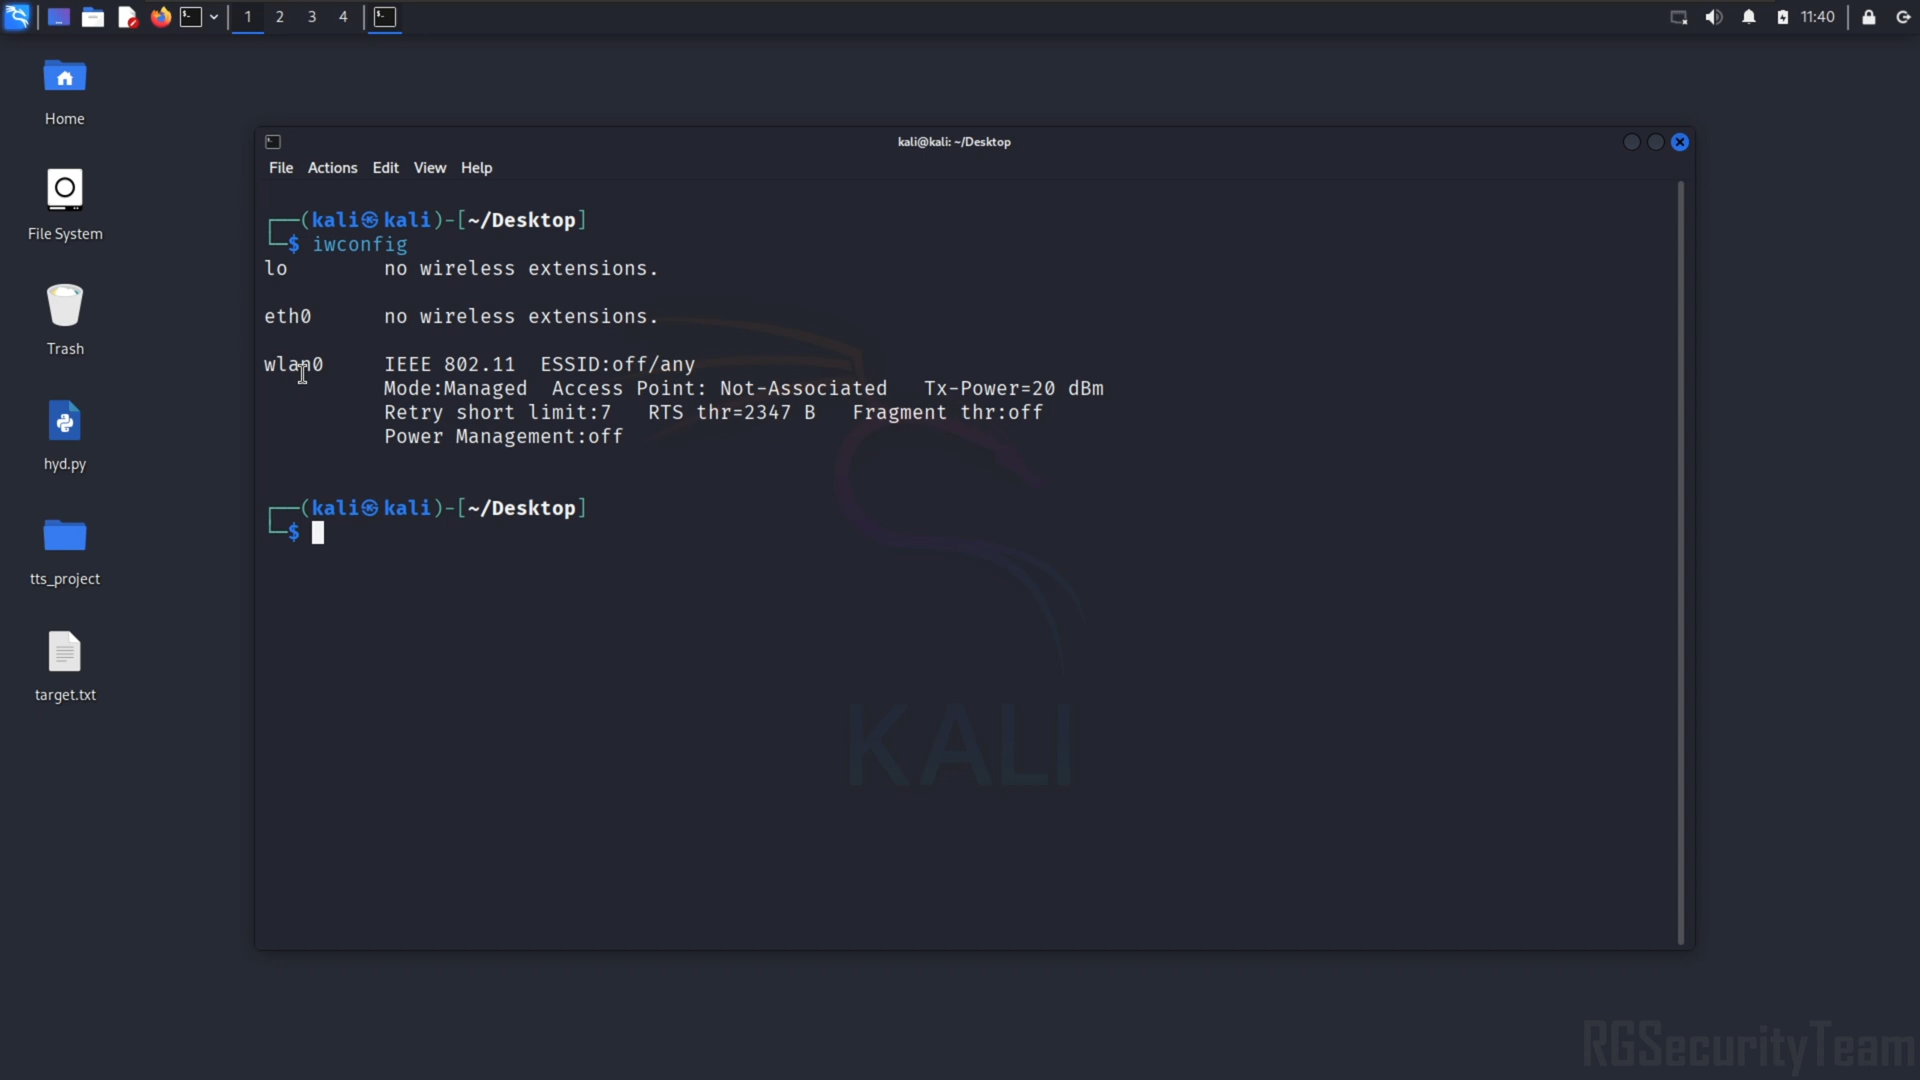 1 2 3 4
11:40
Home
File System
Trash
hyd.py
tts_project
target.txt
kali@kali: ~/Desktop
File Actions Edit View Help
┌──(kali㉿kali)-[~/Desktop]
└─$ iwconfig
lo no wireless extensions.
eth0 no wireless extensions.
wlan0 IEEE 802.11 ESSID:off/any
Mode:Managed Access Point: Not-Associated Tx-Power=20 dBm
Retry short limit:7 RTS thr=2347 B Fragment thr:off
Power Management:off
┌──(kali㉿kali)-[~/Desktop]
└─$
KALI
RGSecurityTeam